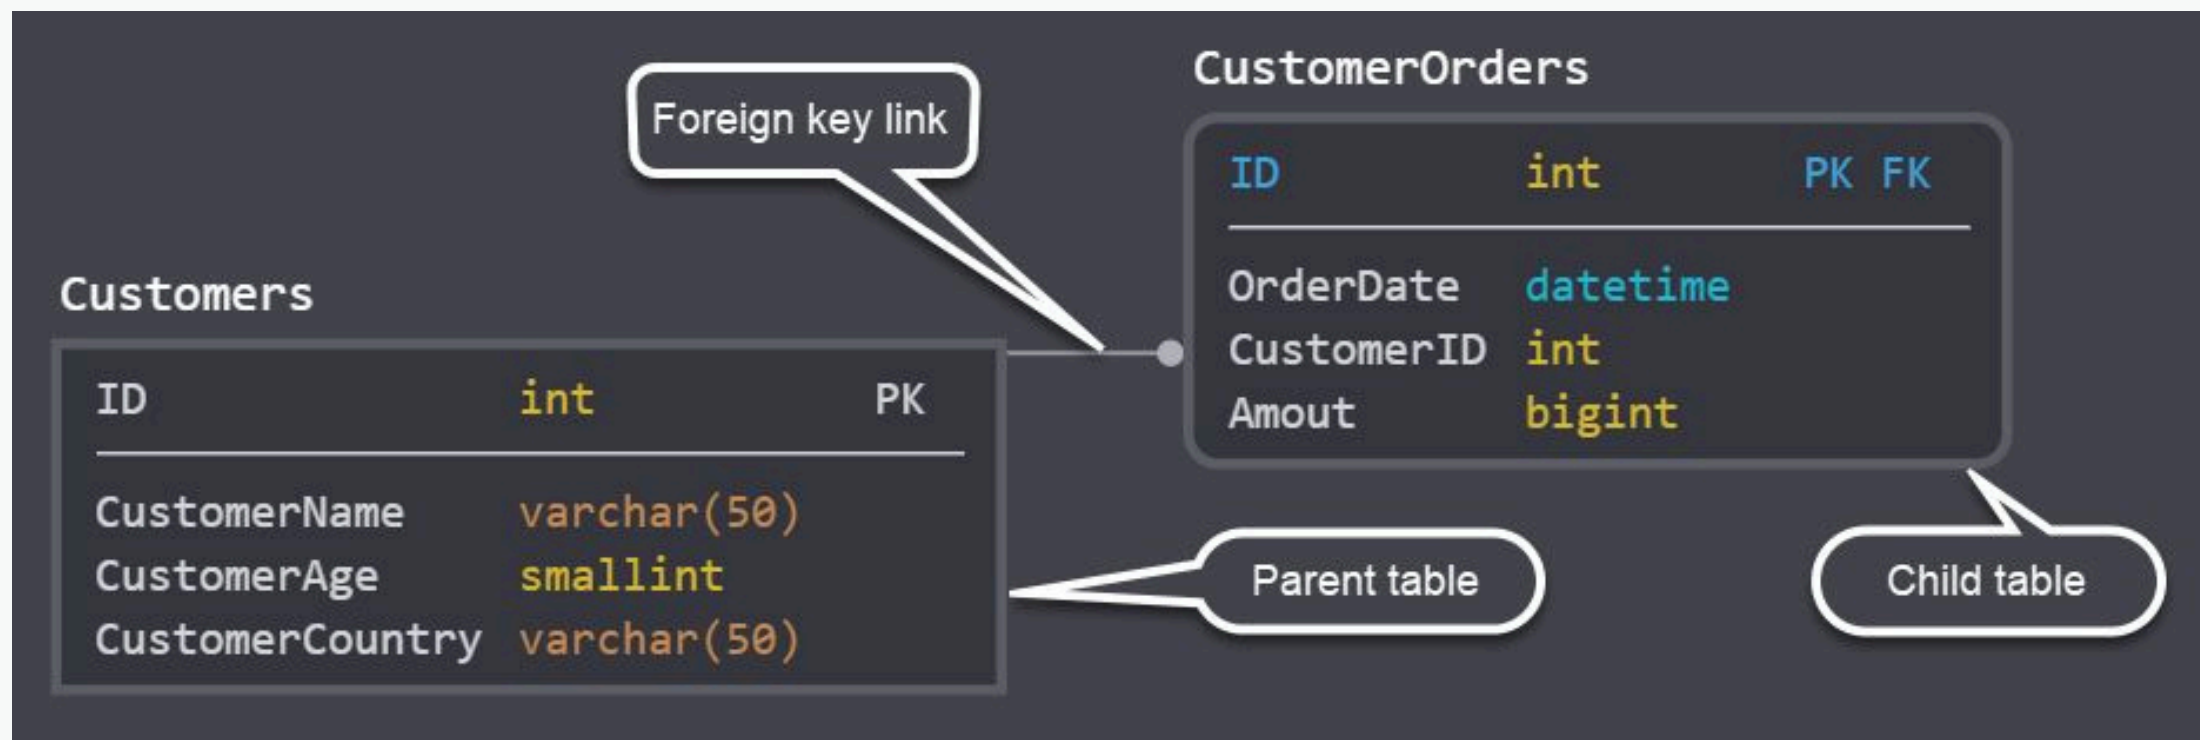 CustomerOrders
Foreign key link
ID int PK FK
OrderDate datetime
CustomerID int
Amout bigint
Customers
ID int PK
CustomerName varchar(50)
CustomerAge smallint
CustomerCountry varchar(50)
Parent table
Child table